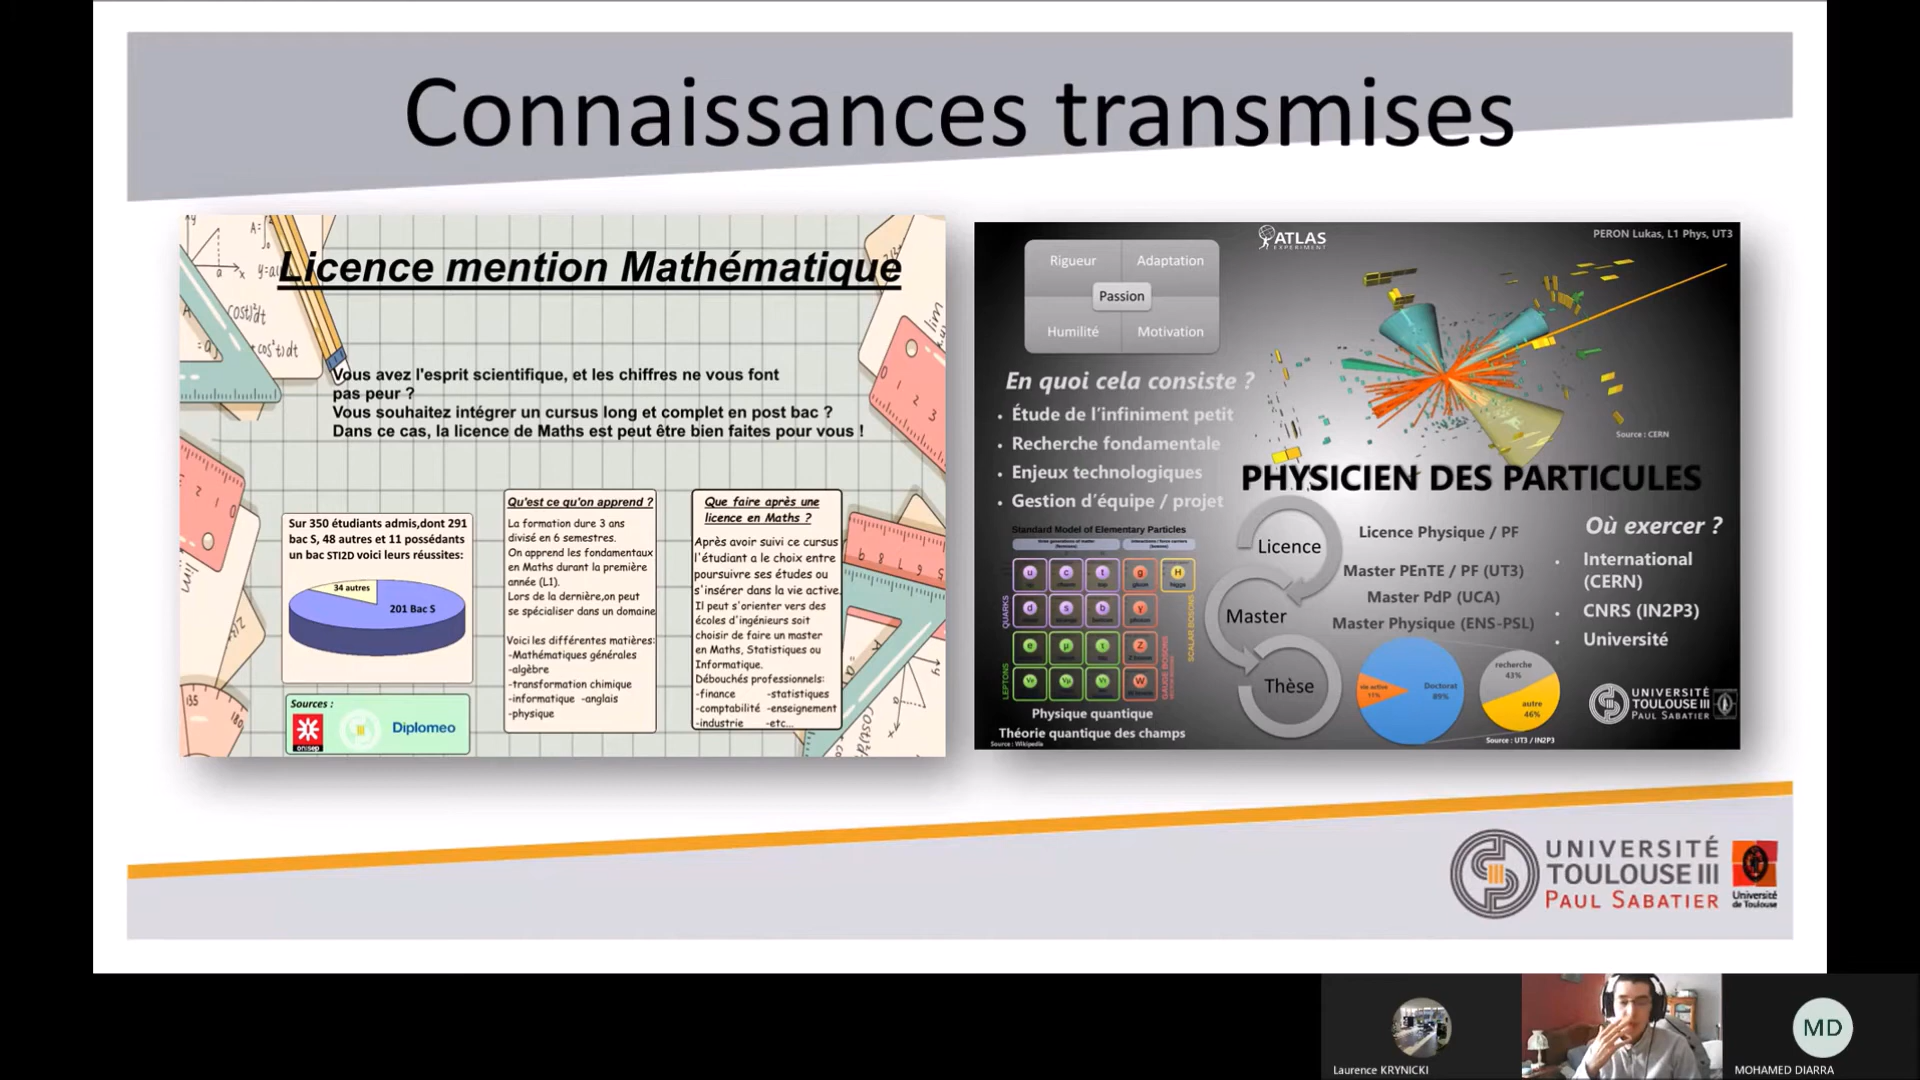 Connaissances transmises
Licence mention Mathématique
Vous avez l'esprit scientifique, et les chiffres ne vous font
pas peur ?
Vous souhaitez intégrer un cursus long et complet en post bac ?
Dans ce cas, la licence de Maths est peut être bien faites pour vous !
Sur 350 étudiants admis,dont 291
bac S, 48 autres et 11 possédants
un bac STI2D voici leurs réussites:
34 autres
201 Bac S
Sources :
onisep
Diplomeo
Qu'est ce qu'on apprend ?
La formation dure 3 ans
divisé en 6 semestres.
On apprend les fondamentaux
en Maths durant la première
année (L1).
Lors de la dernière,on peut
se spécialiser dans un domaine
Voici les différentes matières:
-Mathématiques générales
-algèbre
-transformation chimique
-informatique -anglais
-physique
Que faire après une
licence en Maths ?
Après avoir suivi ce cursus
l'étudiant a le choix entre
poursuivre ses études ou
s'insérer dans la vie active.
Il peut s'orienter vers des
écoles d'ingénieurs soit
choisir de faire un master
en Maths, Statistiques ou
Informatique.
Débouchés professionnels:
-finance -statistiques
-comptabilité -enseignement
-industrie -etc...
ATLAS
EXPERIMENT
PERON Lukas, L1 Phys, UT3
Rigueur
Adaptation
Passion
Humilité
Motivation
En quoi cela consiste ?
• Étude de l'infiniment petit
• Recherche fondamentale
• Enjeux technologiques
• Gestion d'équipe / projet
Source : CERN
PHYSICIEN DES PARTICULES
Standard Model of Elementary Particles
QUARKS
LEPTONS
GAUGE BOSONS
SCALAR BOSONS
u c t g H
d s b γ
e μ τ Z
νe νμ ντ W
Physique quantique
Théorie quantique des champs
Source : Wikipedia
Licence
Master
Thèse
Licence Physique / PF
Master PEnTE / PF (UT3)
Master PdP (UCA)
Master Physique (ENS-PSL)
Où exercer ?
• International
(CERN)
• CNRS (IN2P3)
• Université
vie active
11%
Doctorat
89%
recherche
43%
autre
46%
Source : UT3 / IN2P3
UNIVERSITÉ
TOULOUSE III
PAUL SABATIER
UNIVERSITÉ
TOULOUSE III
PAUL SABATIER
Université
de Toulouse
Laurence KRYNICKI
MD
MOHAMED DIARRA